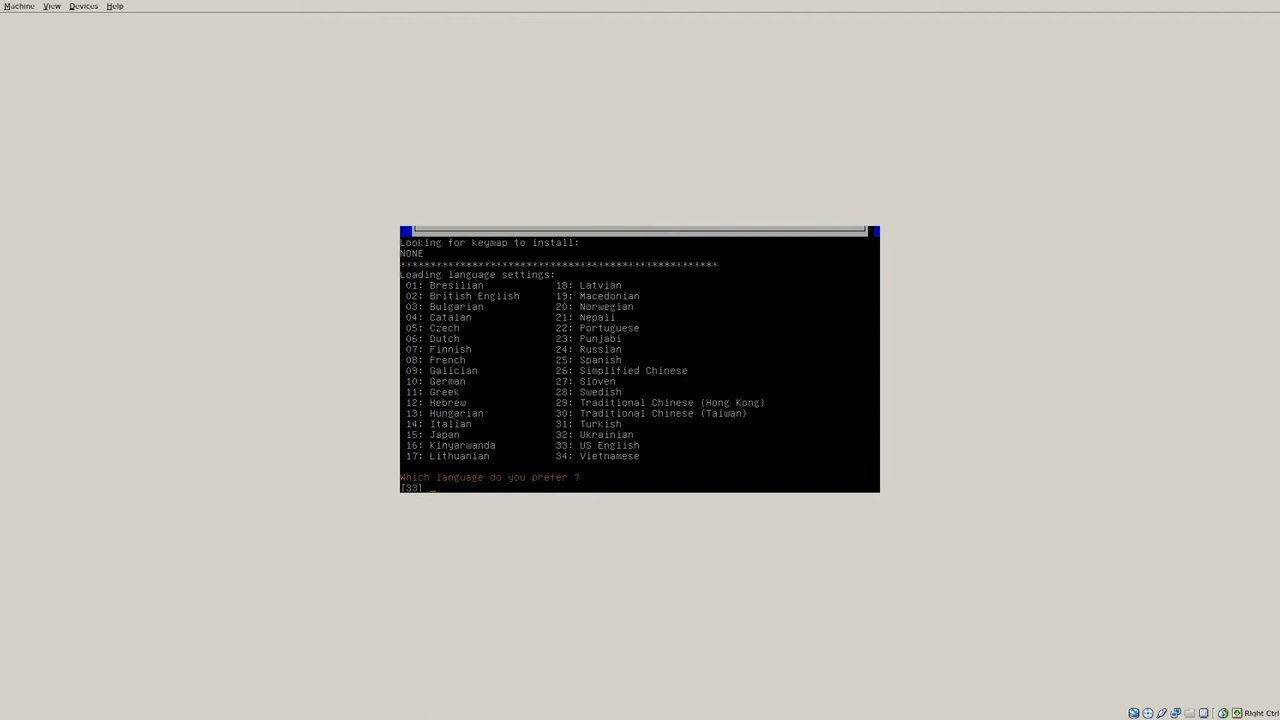 Machine View Devices Help
Looking for keymap to install:
NONE
*****************************************************
Loading language settings:
01: Bresilian 18: Latvian
02: British English 19: Macedonian
03: Bulgarian 20: Norwegian
04: Catalan 21: Nepali
05: Czech 22: Portuguese
06: Dutch 23: Punjabi
07: Finnish 24: Russian
08: French 25: Spanish
09: Galician 26: Simplified Chinese
10: German 27: Sloven
11: Greek 28: Swedish
12: Hebrew 29: Traditional Chinese (Hong Kong)
13: Hungarian 30: Traditional Chinese (Taiwan)
14: Italian 31: Turkish
15: Japan 32: Ukrainian
16: Kinyarwanda 33: US English
17: Lithuanian 34: Vietnamese
Which language do you prefer ?
[33] _
Right Ctrl